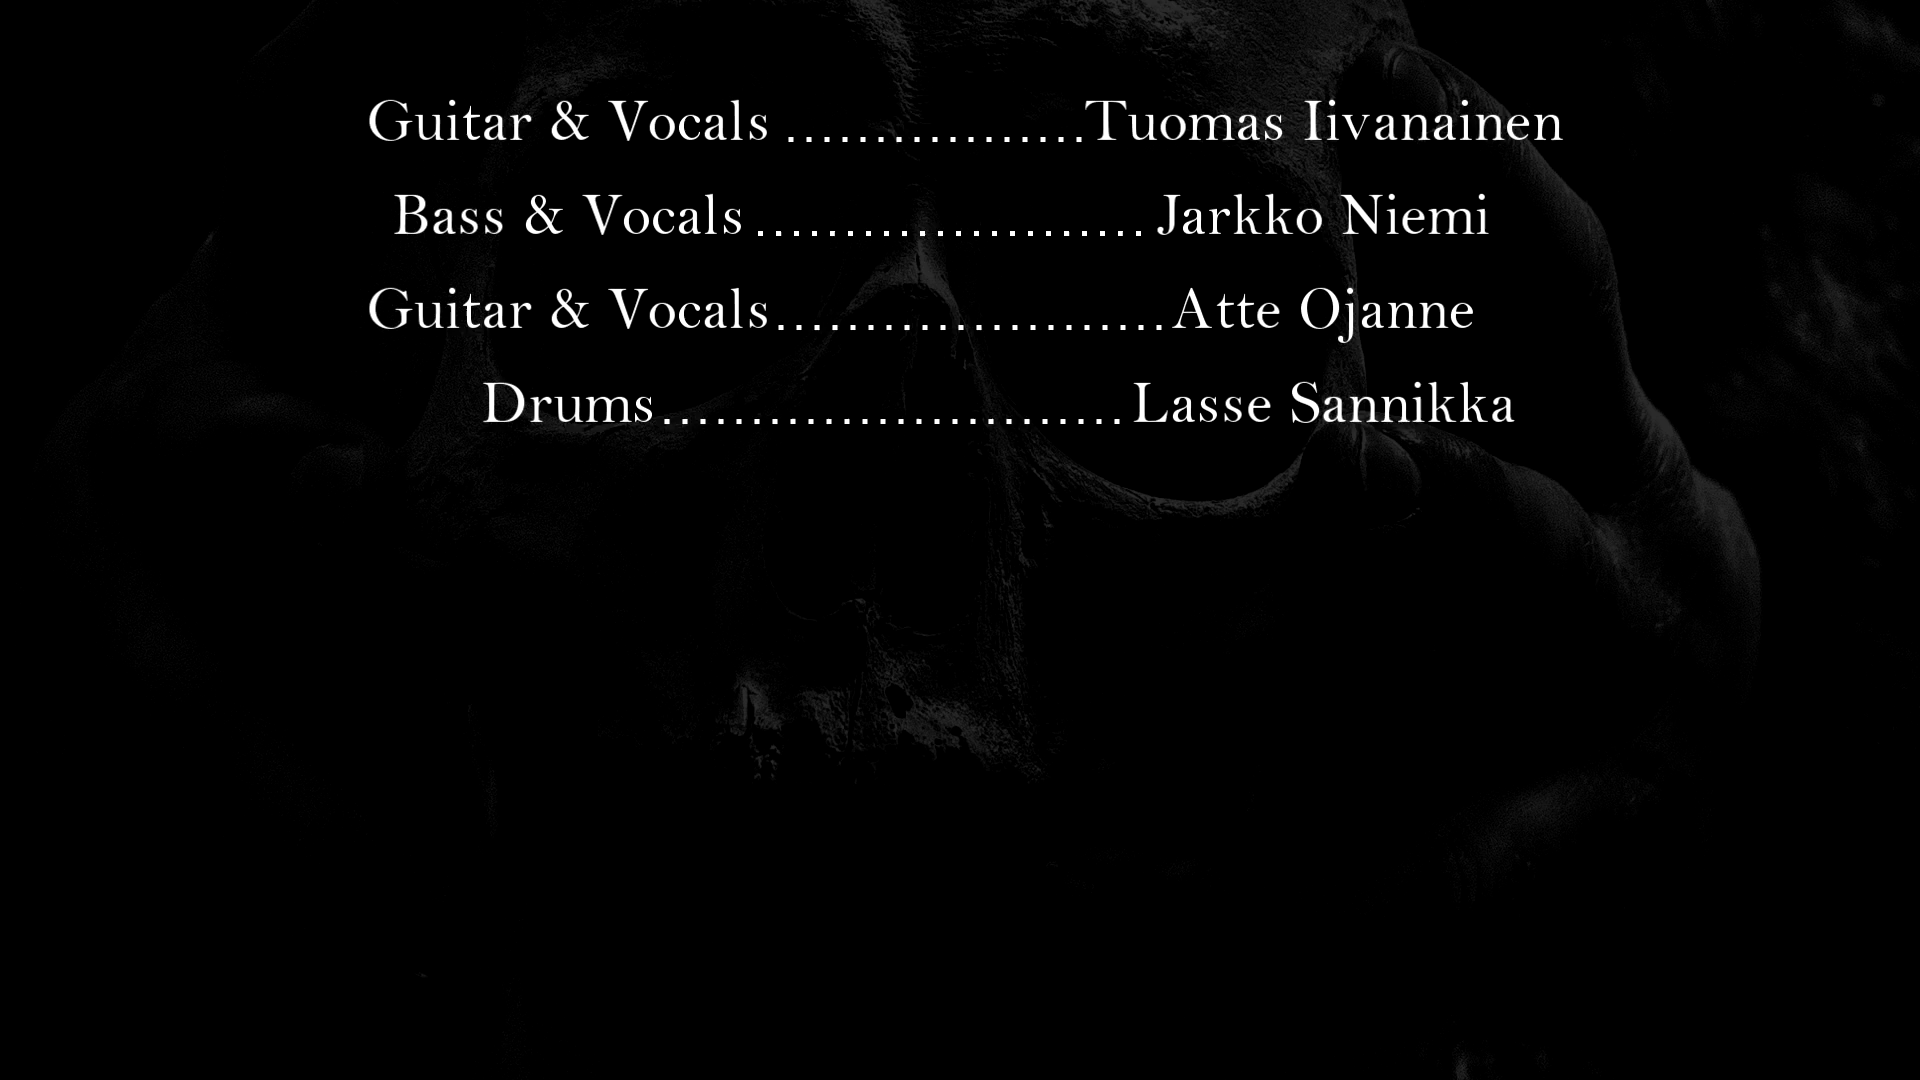 Guitar & Vocals .................Tuomas Iivanainen
Bass & Vocals ...................... Jarkko Niemi
Guitar & Vocals......................Atte Ojanne
Drums.......................... Lasse Sannikka